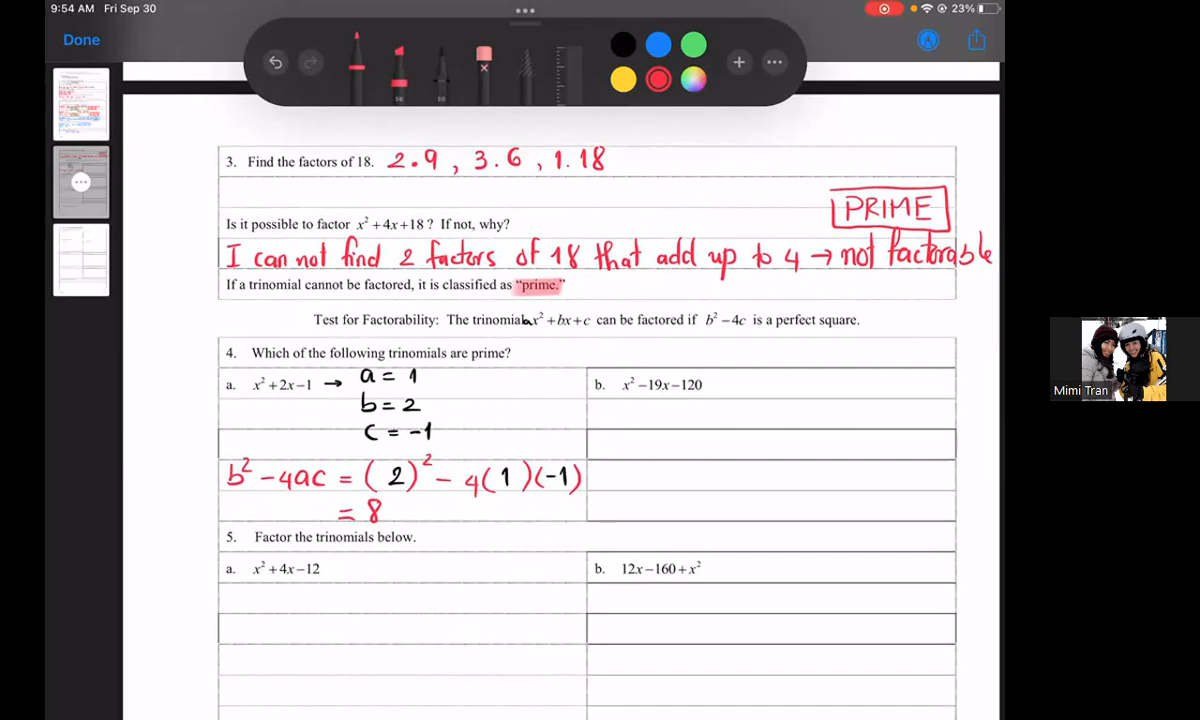 9:54 AM Fri Sep 30
23%
Done
3. Find the factors of 18. 2.9, 3.6, 1.18
PRIME
Is it possible to factor x² + 4x + 18? If not, why?
I can not find 2 factors of 18 that add up to 4 → not factorable
If a trinomial cannot be factored, it is classified as "prime."
Test for Factorability: The trinomial ax² + bx + c can be factored if b² – 4c is a perfect square.
4. Which of the following trinomials are prime?
a. x² + 2x – 1 → a = 1
b = 2
c = -1
b² - 4ac = (2)² - 4(1)(-1)
= 8
b. x² – 19x – 120
5. Factor the trinomials below.
a. x² + 4x – 12
b. 12x – 160 + x²
Mimi Tran